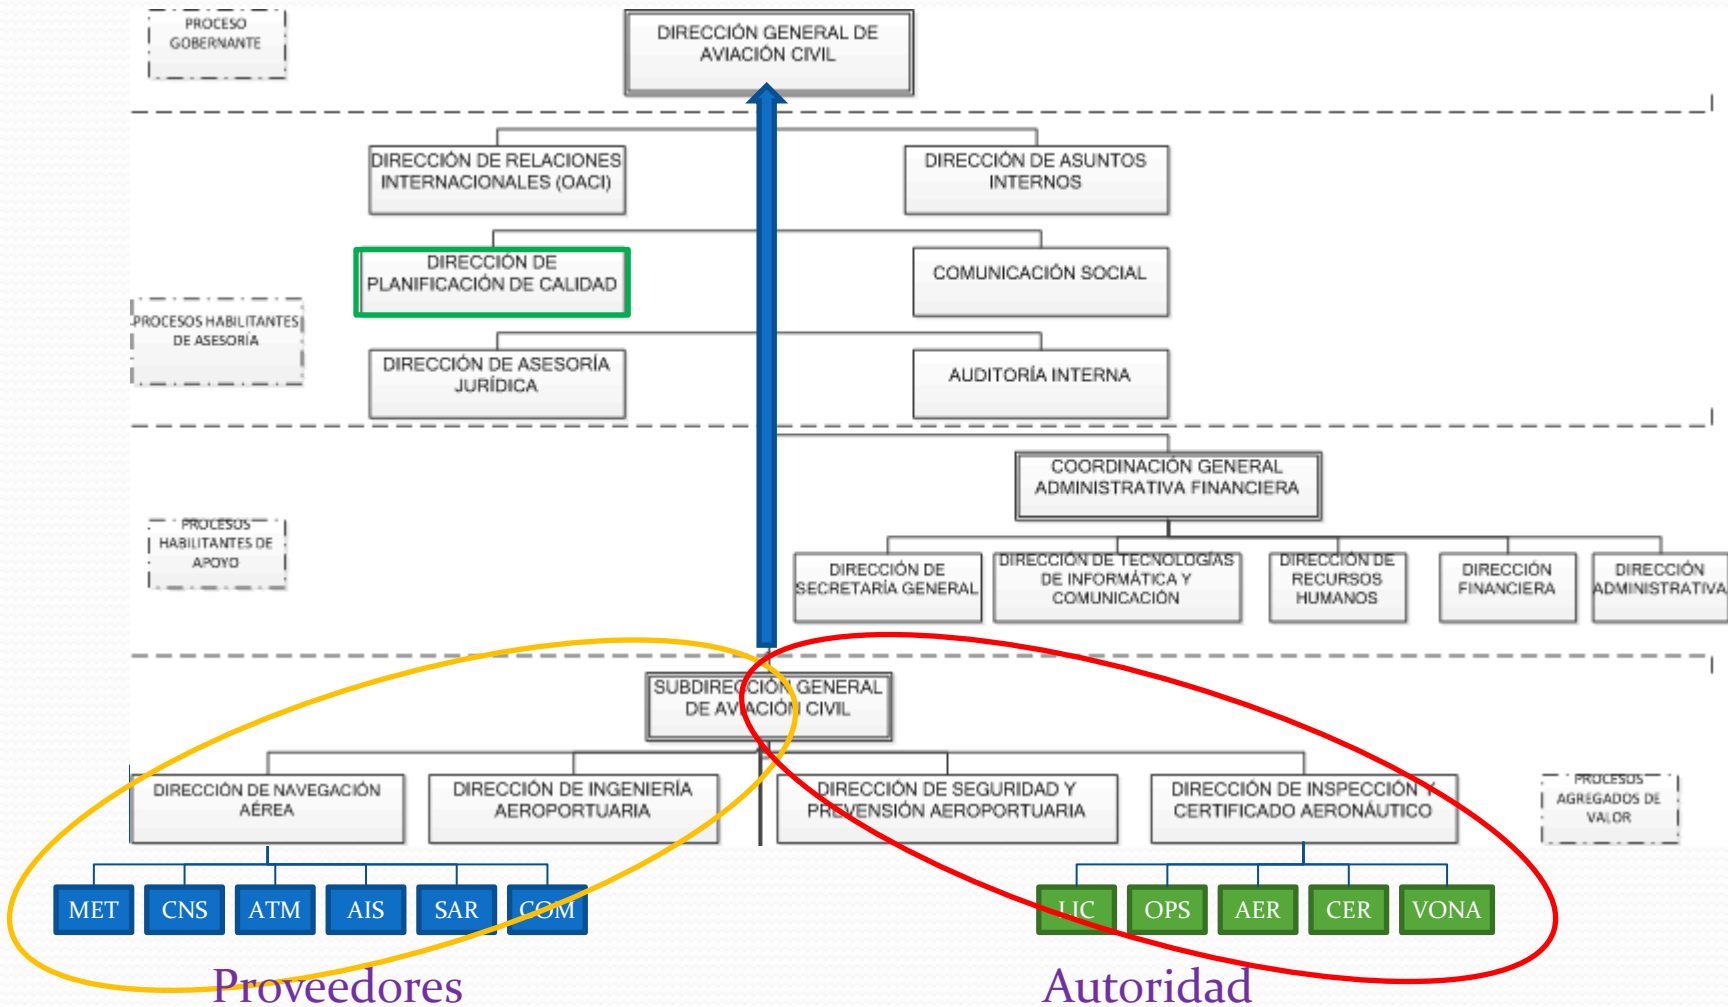 PROCESO
GOBERNANTE
DIRECCIÓN GENERAL DE
AVIACIÓN CIVIL
DIRECCIÓN DE RELACIONES
INTERNACIONALES (OACI)
DIRECCIÓN DE ASUNTOS
INTERNOS
DIRECCIÓN DE
PLANIFICACIÓN DE CALIDAD
COMUNICACIÓN SOCIAL
PROCESOS HABILITANTES
DE ASESORÍA
DIRECCIÓN DE ASESORÍA
JURÍDICA
AUDITORÍA INTERNA
COORDINACIÓN GENERAL
ADMINISTRATIVA FINANCIERA
PROCESOS
HABILITANTES DE
APOYO
DIRECCIÓN DE
SECRETARÍA GENERAL
DIRECCIÓN DE TECNOLOGÍAS
DE INFORMÁTICA Y
COMUNICACIÓN
DIRECCIÓN DE
RECURSOS
HUMANOS
DIRECCIÓN
FINANCIERA
DIRECCIÓN
ADMINISTRATIVA
SUBDIRECCIÓN GENERAL
DE AVIACIÓN CIVIL
DIRECCIÓN DE NAVEGACIÓN
AÉREA
DIRECCIÓN DE INGENIERÍA
AEROPORTUARIA
DIRECCIÓN DE SEGURIDAD Y
PREVENSIÓN AEROPORTUARIA
DIRECCIÓN DE INSPECCIÓN Y
CERTIFICADO AERONÁUTICO
PROCESOS
AGREGADOS DE
VALOR
MET
CNS
ATM
AIS
SAR
COM
LIC
OPS
AER
CER
VONA
Proveedores
Autoridad